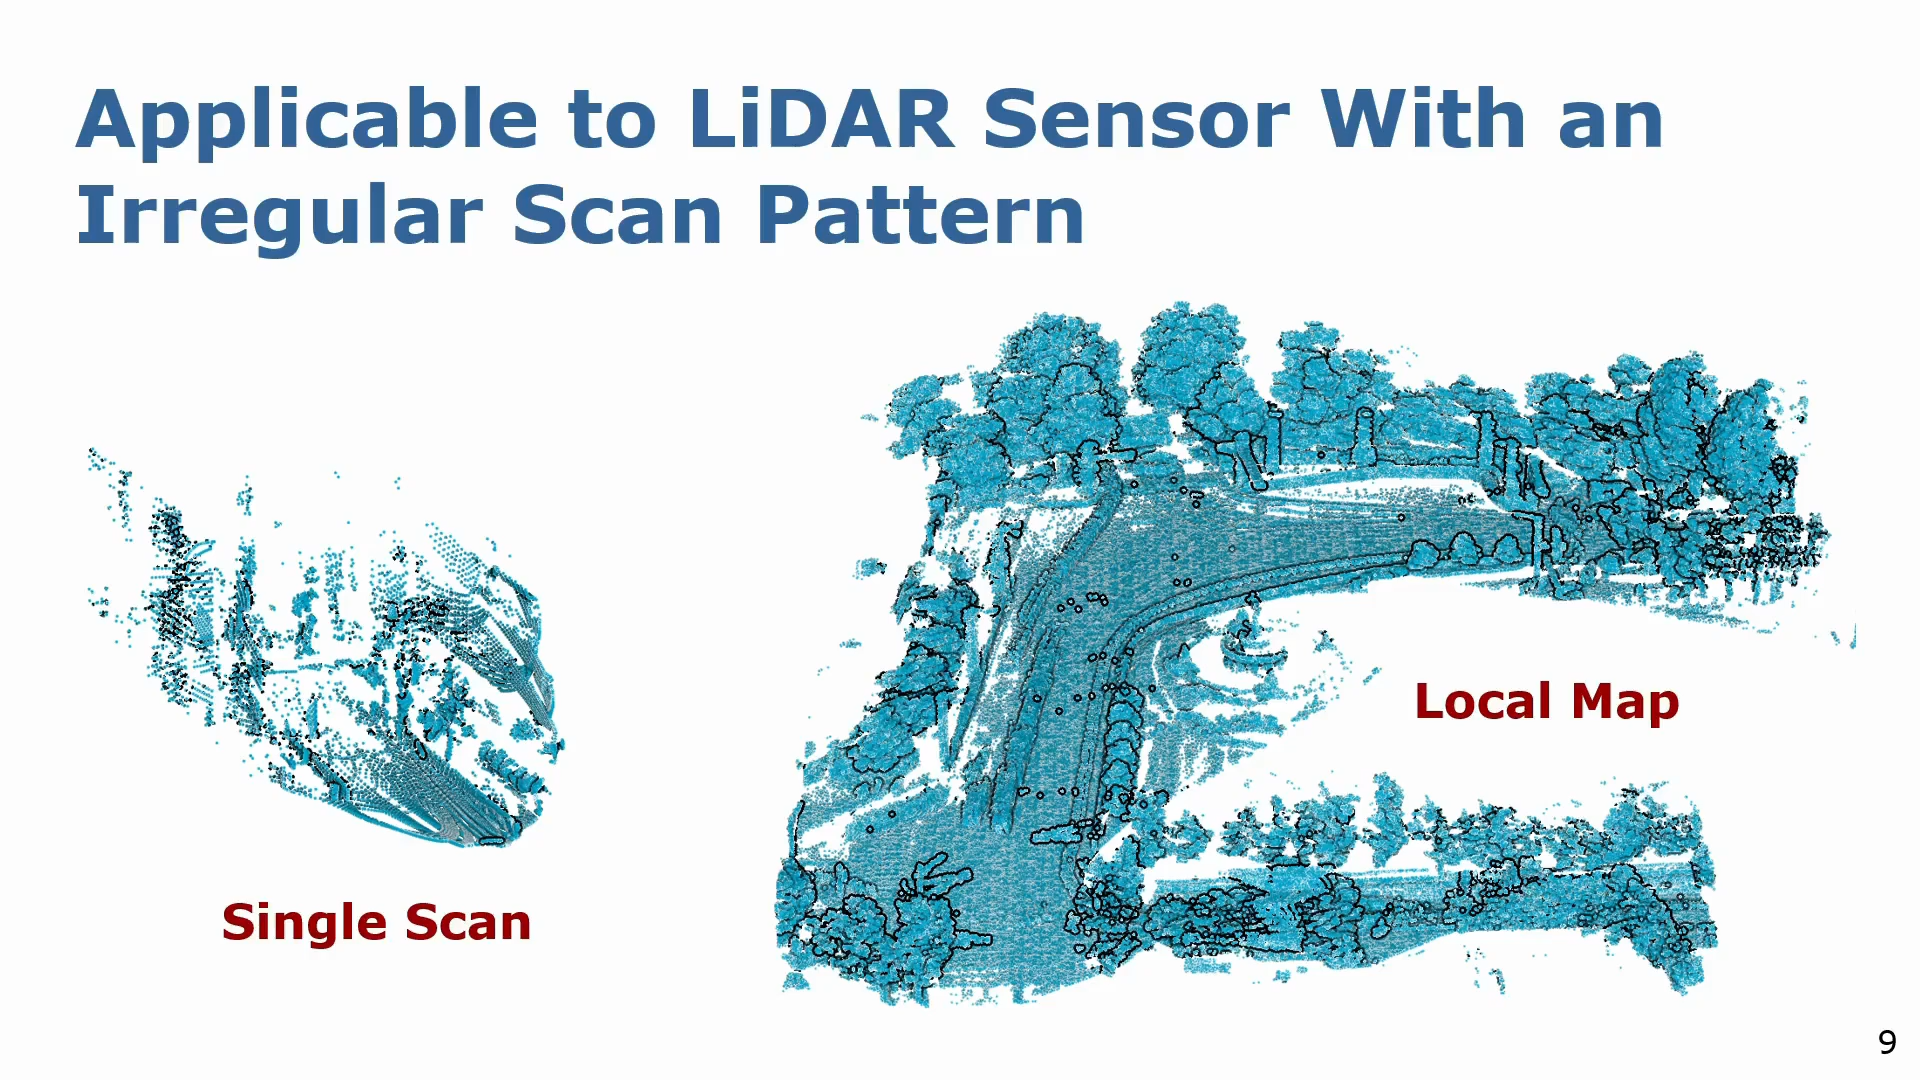 Applicable to LiDAR Sensor With an
Irregular Scan Pattern
Local Map
Single Scan
9